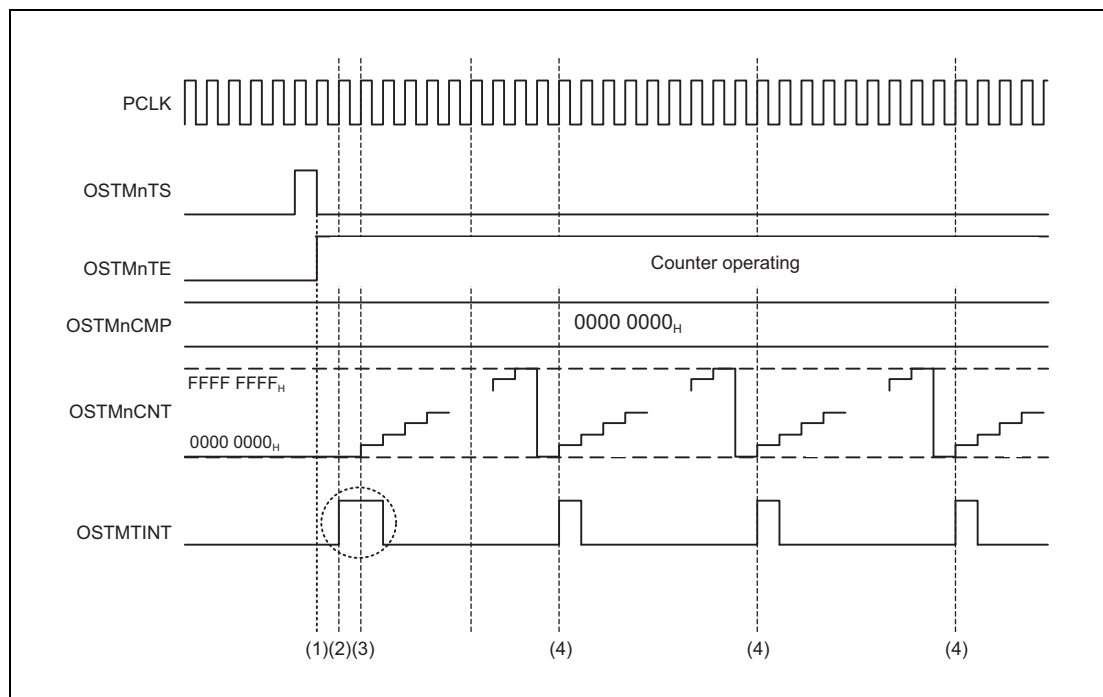 PCLK
OSTMnTS
OSTMnTE
Counter operating
OSTMnCMP
0000 0000H
FFFF FFFFH
OSTMnCNT
0000 0000H
OSTMTINT
(1)(2)(3) (4) (4) (4)